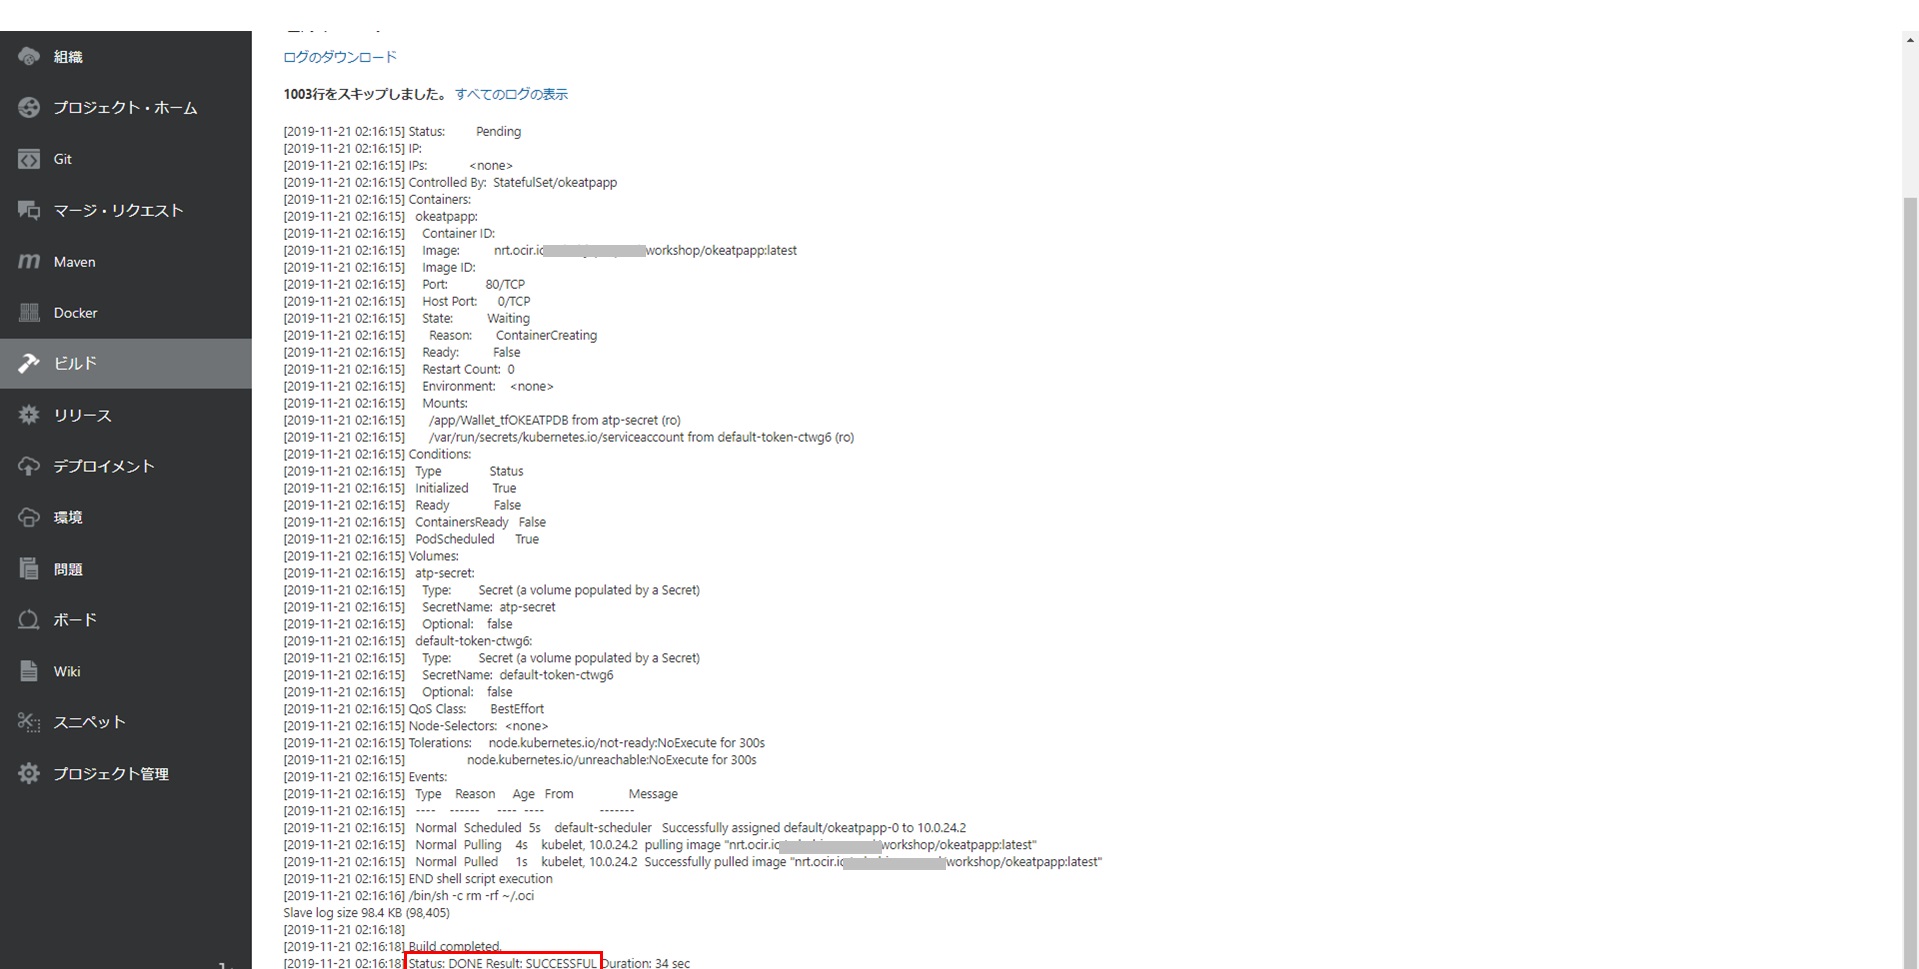 組織
プロジェクト・ホーム
Git
マージ・リクエスト
Maven
Docker
ビルド
リリース
デプロイメント
環境
問題
ボード
Wiki
スニペット
プロジェクト管理
ログのダウンロード
1003行をスキップしました。 すべてのログの表示
[2019-11-21 02:16:15] Status: Pending
[2019-11-21 02:16:15] IP:
[2019-11-21 02:16:15] IPs: <none>
[2019-11-21 02:16:15] Controlled By: StatefulSet/okeatpapp
[2019-11-21 02:16:15] Containers:
[2019-11-21 02:16:15] okeatpapp:
[2019-11-21 02:16:15] Container ID:
[2019-11-21 02:16:15] Image: nrt.ocir.io workshop/okeatpapp:latest
[2019-11-21 02:16:15] Image ID:
[2019-11-21 02:16:15] Port: 80/TCP
[2019-11-21 02:16:15] Host Port: 0/TCP
[2019-11-21 02:16:15] State: Waiting
[2019-11-21 02:16:15] Reason: ContainerCreating
[2019-11-21 02:16:15] Ready: False
[2019-11-21 02:16:15] Restart Count: 0
[2019-11-21 02:16:15] Environment: <none>
[2019-11-21 02:16:15] Mounts:
[2019-11-21 02:16:15] /app/Wallet_tfOKEATPDB from atp-secret (ro)
[2019-11-21 02:16:15] /var/run/secrets/kubernetes.io/serviceaccount from default-token-ctwg6 (ro)
[2019-11-21 02:16:15] Conditions:
[2019-11-21 02:16:15] Type Status
[2019-11-21 02:16:15] Initialized True
[2019-11-21 02:16:15] Ready False
[2019-11-21 02:16:15] ContainersReady False
[2019-11-21 02:16:15] PodScheduled True
[2019-11-21 02:16:15] Volumes:
[2019-11-21 02:16:15] atp-secret:
[2019-11-21 02:16:15] Type: Secret (a volume populated by a Secret)
[2019-11-21 02:16:15] SecretName: atp-secret
[2019-11-21 02:16:15] Optional: false
[2019-11-21 02:16:15] default-token-ctwg6:
[2019-11-21 02:16:15] Type: Secret (a volume populated by a Secret)
[2019-11-21 02:16:15] SecretName: default-token-ctwg6
[2019-11-21 02:16:15] Optional: false
[2019-11-21 02:16:15] QoS Class: BestEffort
[2019-11-21 02:16:15] Node-Selectors: <none>
[2019-11-21 02:16:15] Tolerations: node.kubernetes.io/not-ready:NoExecute for 300s
[2019-11-21 02:16:15] node.kubernetes.io/unreachable:NoExecute for 300s
[2019-11-21 02:16:15] Events:
[2019-11-21 02:16:15] Type Reason Age From Message
[2019-11-21 02:16:15] ---- ------ ---- ---- -------
[2019-11-21 02:16:15] Normal Scheduled 5s default-scheduler Successfully assigned default/okeatpapp-0 to 10.0.24.2
[2019-11-21 02:16:15] Normal Pulling 4s kubelet, 10.0.24.2 pulling image "nrt.ocir.io workshop/okeatpapp:latest"
[2019-11-21 02:16:15] Normal Pulled 1s kubelet, 10.0.24.2 Successfully pulled image "nrt.ocir.io workshop/okeatpapp:latest"
[2019-11-21 02:16:15] END shell script execution
[2019-11-21 02:16:16] /bin/sh -c rm -rf ~/.oci
Slave log size 98.4 KB (98,405)
[2019-11-21 02:16:18]
[2019-11-21 02:16:18] Build completed.
[2019-11-21 02:16:18] Status: DONE Result: SUCCESSFUL Duration: 34 sec